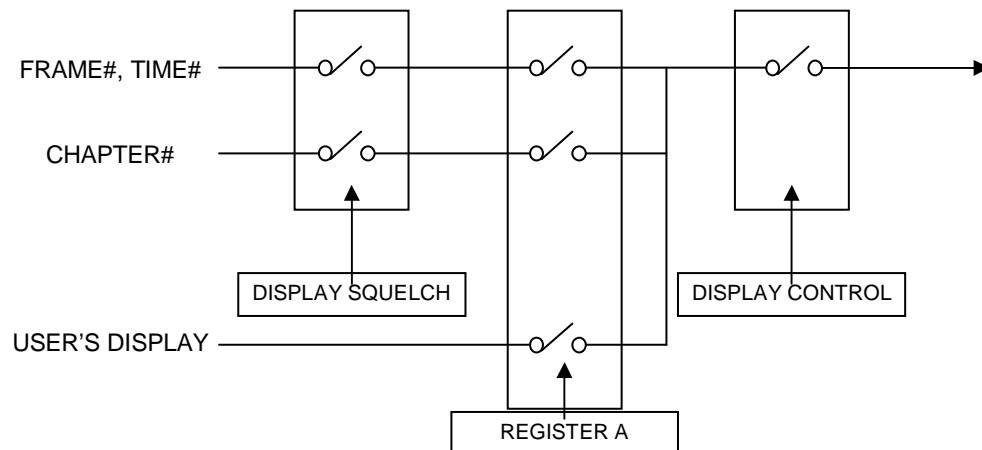 FRAME#, TIME#
CHAPTER#
DISPLAY SQUELCH
DISPLAY CONTROL
USER'S DISPLAY
REGISTER A